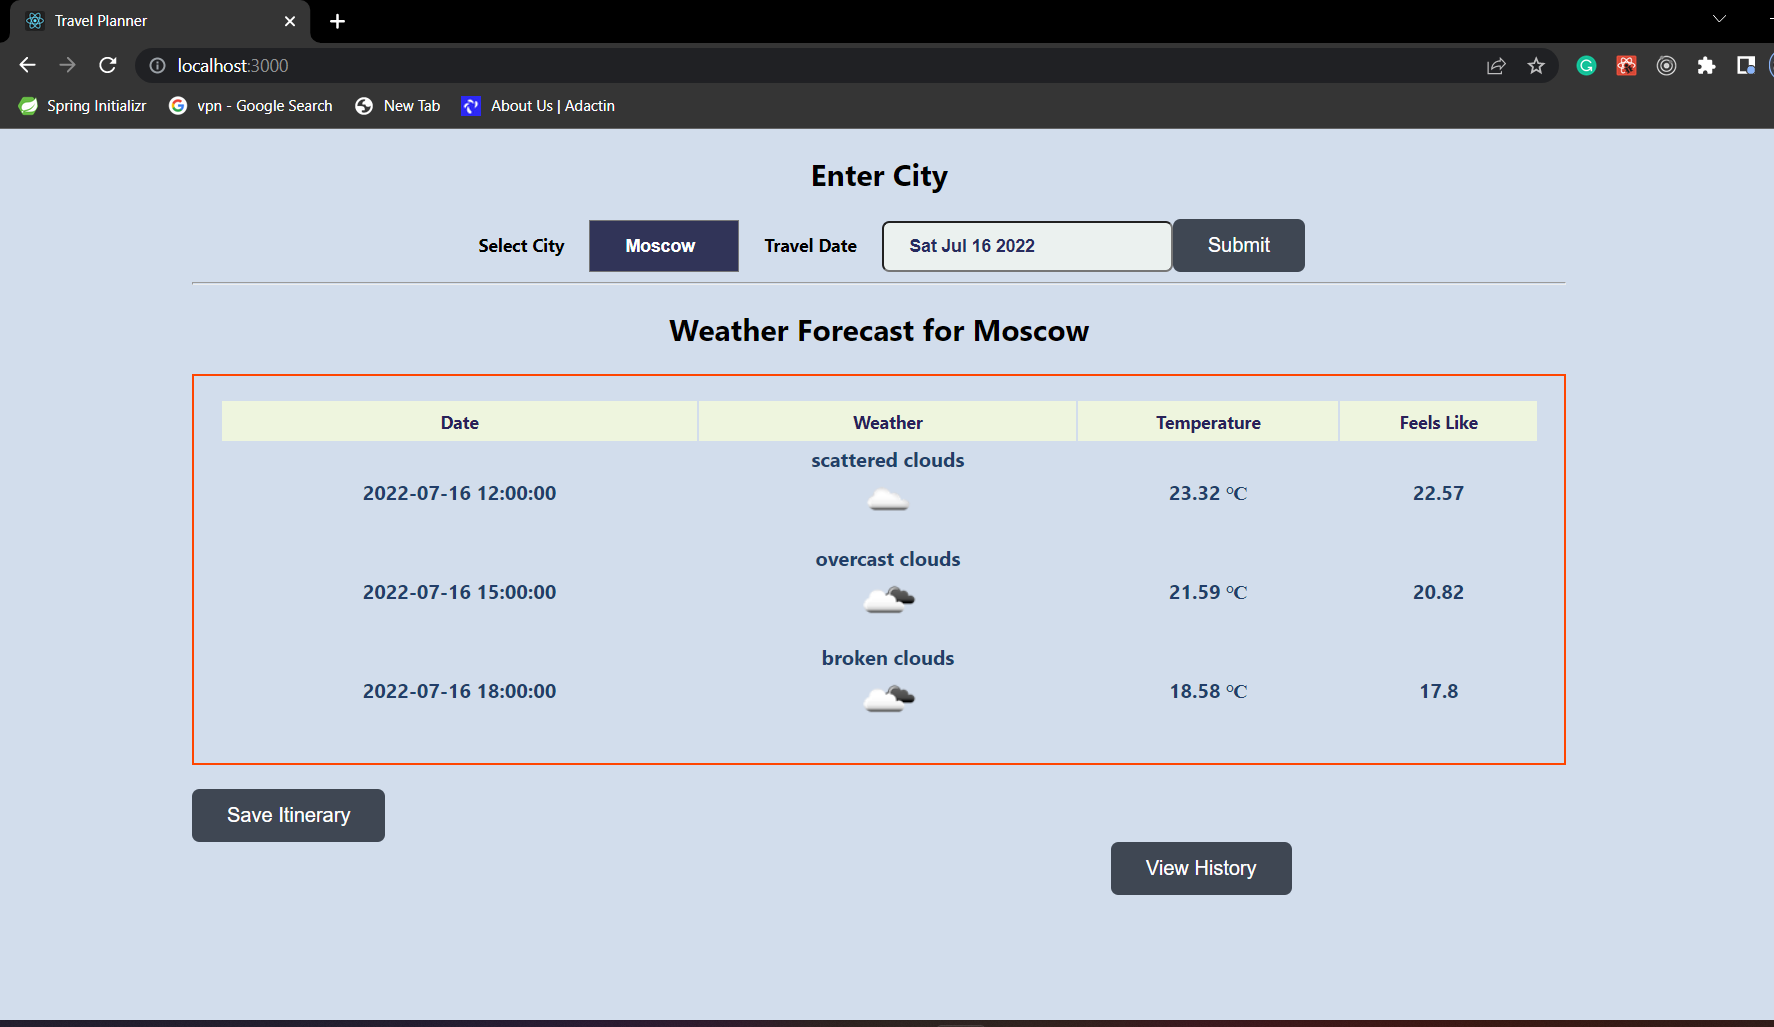 Travel Planner
localhost:3000
Spring Initializr vpn - Google Search New Tab About Us | Adactin
Enter City
Select City Moscow Travel Date Sat Jul 16 2022 Submit
Weather Forecast for Moscow
Date Weather Temperature Feels Like
scattered clouds
2022-07-16 12:00:00 23.32 °C 22.57
overcast clouds
2022-07-16 15:00:00 21.59 °C 20.82
broken clouds
2022-07-16 18:00:00 18.58 °C 17.8
Save Itinerary
View History